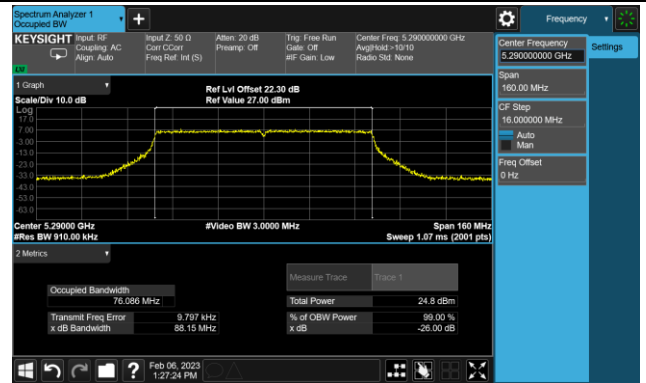 Spectrum Analyzer 1
Occupied BW
Frequency
KEYSIGHT
Input: RF
Coupling: AC
Align: Auto
Input Z: 50 Ω
Corr CCorr
Freq Ref: Int (S)
Atten: 20 dB
Preamp: Off
Trig: Free Run
Gate: Off
#IF Gain: Low
Center Freq: 5.290000000 GHz
Avg|Hold:>10/10
Radio Std: None
Center Frequency
5.290000000 GHz
Settings
Span
160.00 MHz
CF Step
16.000000 MHz
Auto
Man
Freq Offset
0 Hz
1 Graph
Scale/Div 10.0 dB
Ref Lvl Offset 22.30 dB
Ref Value 27.00 dBm
Log
17.0
7.00
-3.00
-13.0
-23.0
-33.0
-43.0
-53.0
-63.0
Center 5.29000 GHz
#Res BW 910.00 kHz
#Video BW 3.0000 MHz
Span 160 MHz
Sweep 1.07 ms (2001 pts)
2 Metrics
Measure Trace
Trace 1
Occupied Bandwidth
76.086 MHz
Total Power
24.8 dBm
Transmit Freq Error
9.797 kHz
% of OBW Power
99.00 %
x dB Bandwidth
88.15 MHz
x dB
-26.00 dB
?
Feb 06, 2023
1:27:24 PM